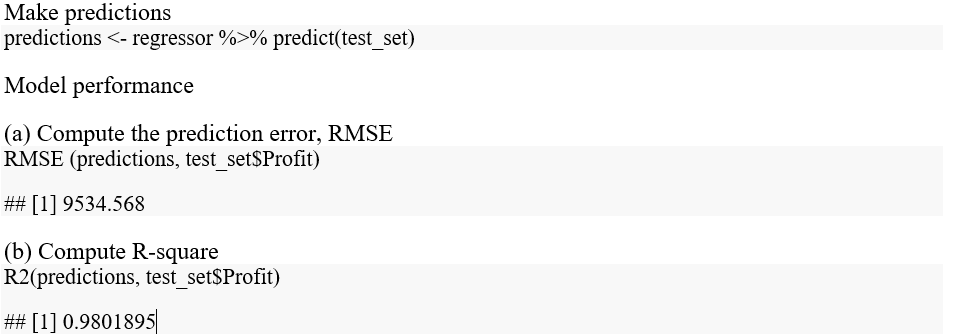 Make predictions
predictions <- regressor %>% predict(test_set)
Model performance
(a) Compute the prediction error, RMSE
RMSE (predictions, test_set$Profit)
## [1] 9534.568
(b) Compute R-square
R2(predictions, test_set$Profit)
## [1] 0.9801895